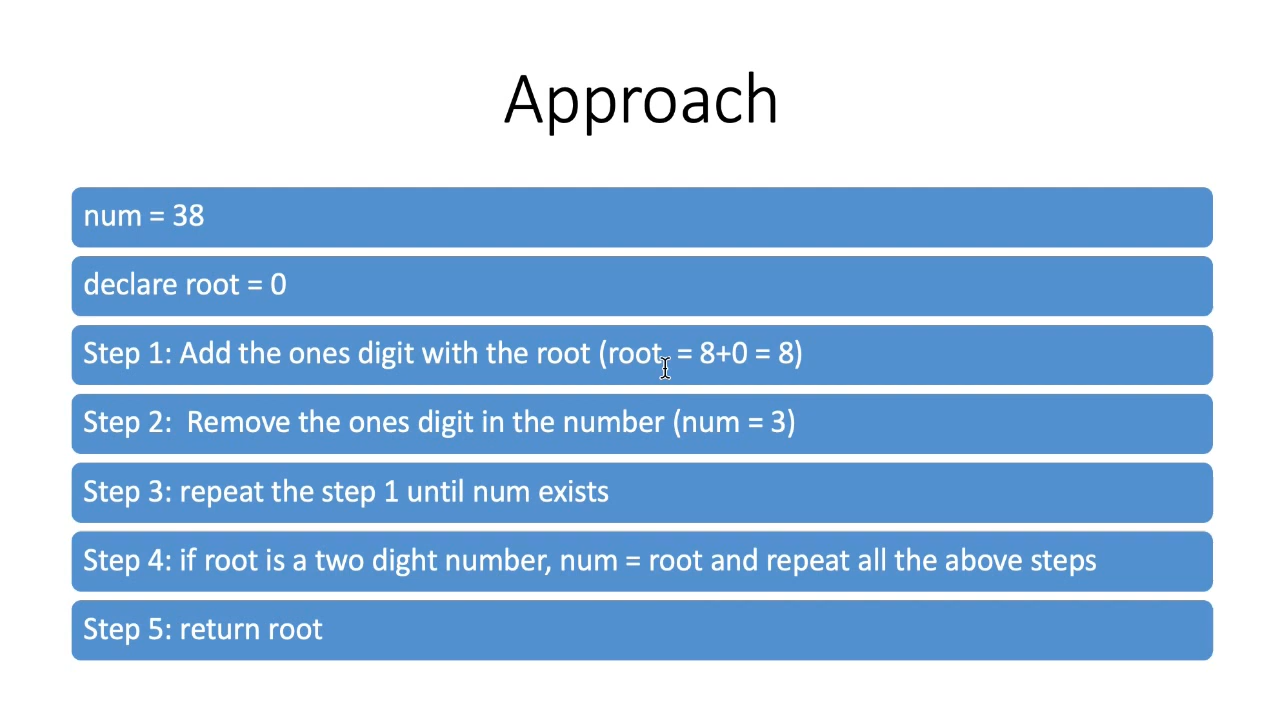 Approach
num = 38
declare root = 0
Step 1: Add the ones digit with the root (root = 8+0 = 8)
Step 2:  Remove the ones digit in the number (num = 3)
Step 3: repeat the step 1 until num exists
Step 4: if root is a two dight number, num = root and repeat all the above steps
Step 5: return root